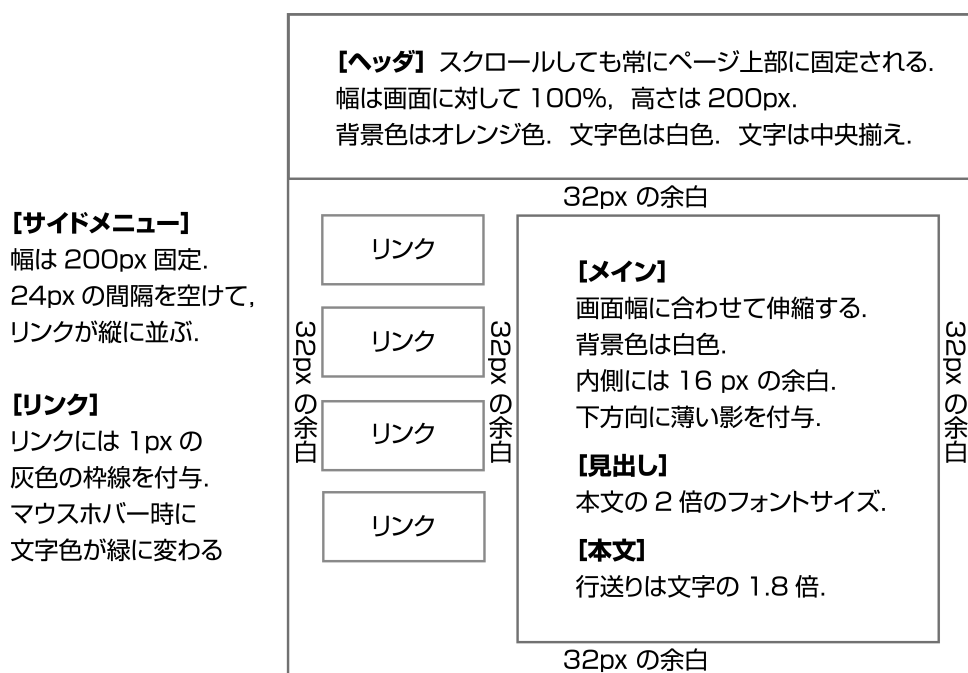 [ヘッダ] スクロールしても常にページ上部に固定される.
幅は画面に対して 100%, 高さは 200px.
背景色はオレンジ色. 文字色は白色. 文字は中央揃え.
32px の余白
[サイドメニュー]
幅は 200px 固定.
24px の間隔を空けて,
リンクが縦に並ぶ.
[リンク]
リンクには 1px の
灰色の枠線を付与.
マウスホバー時に
文字色が緑に変わる
32px の余白
リンク
リンク
リンク
リンク
32px の余白
[メイン]
画面幅に合わせて伸縮する.
背景色は白色.
内側には 16 px の余白.
下方向に薄い影を付与.
[見出し]
本文の 2 倍のフォントサイズ.
[本文]
行送りは文字の 1.8 倍.
32px の余白
32px の余白